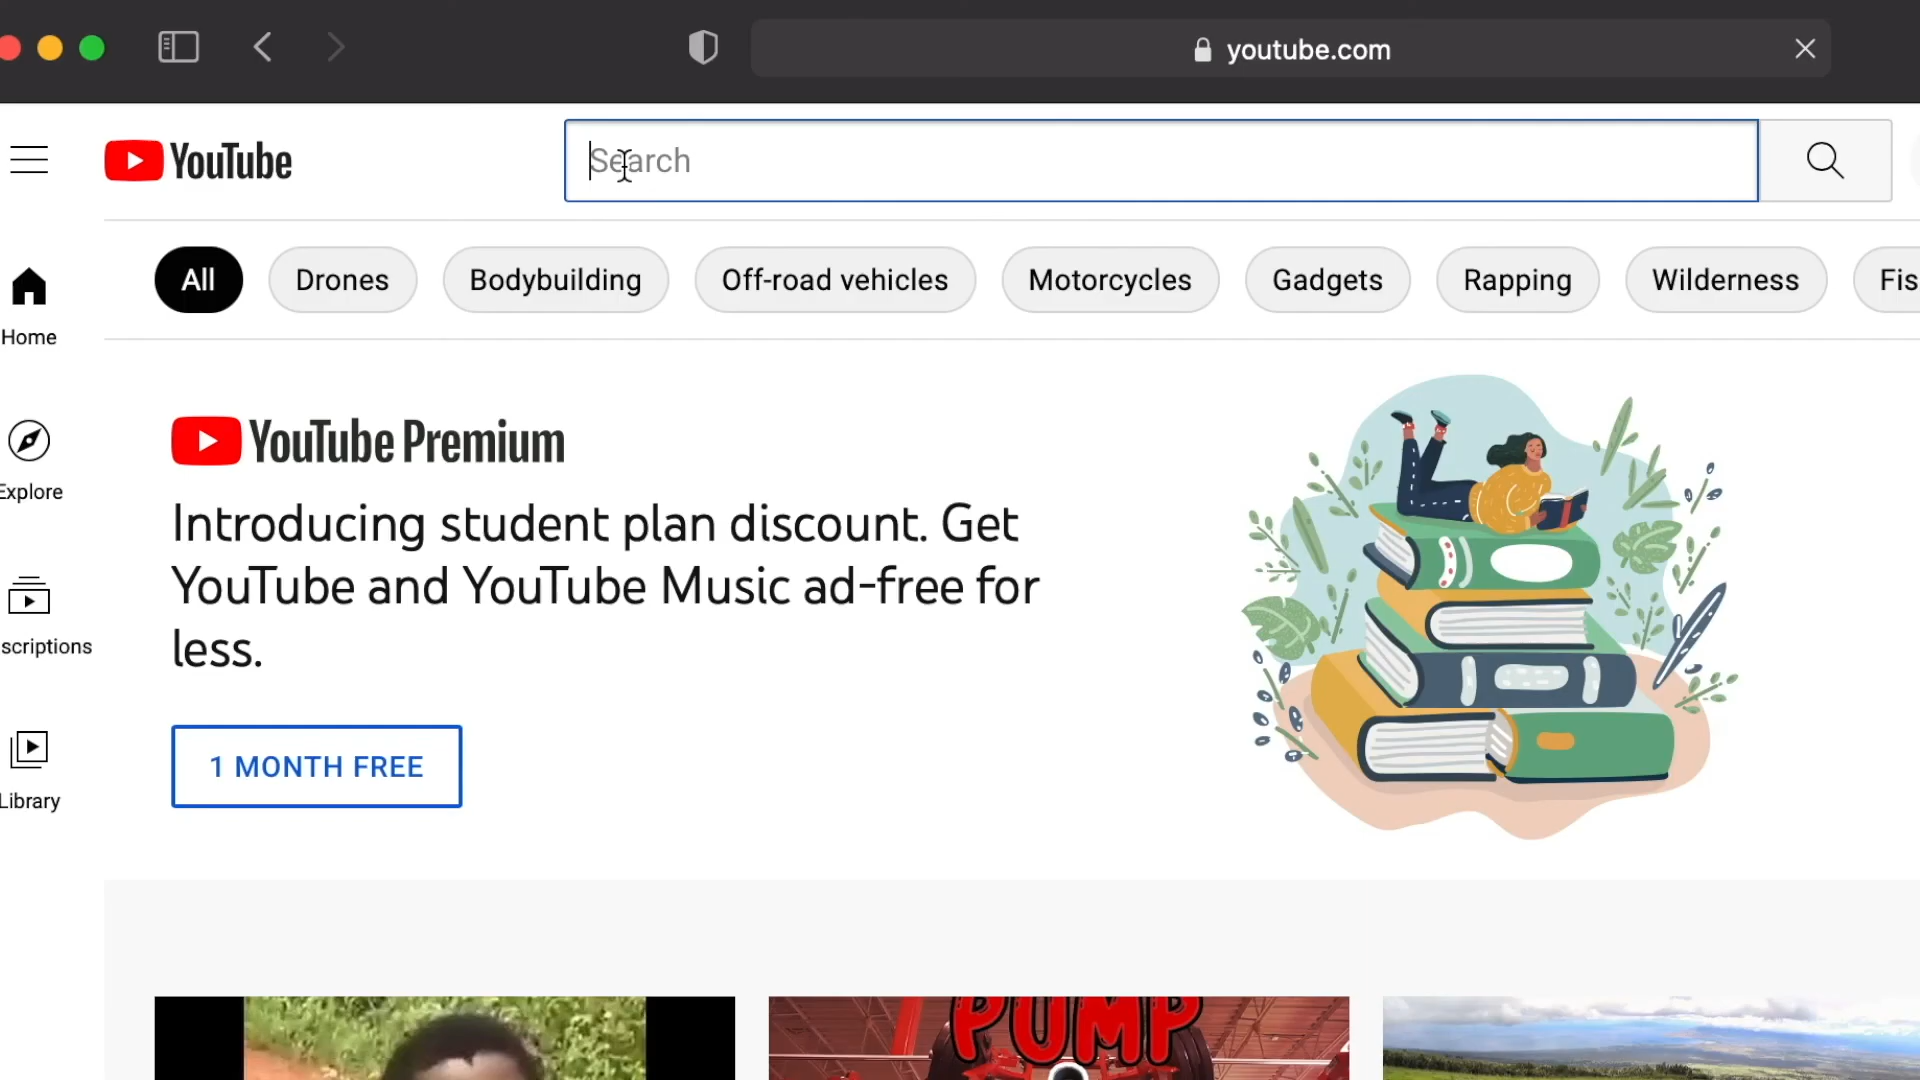 youtube.com
YouTube
Search
All
Drones
Bodybuilding
Off-road vehicles
Motorcycles
Gadgets
Rapping
Wilderness
Fis
Home
Explore
scriptions
Library
YouTube Premium
Introducing student plan discount. Get
YouTube and YouTube Music ad-free for
less.
1 MONTH FREE
PUMP